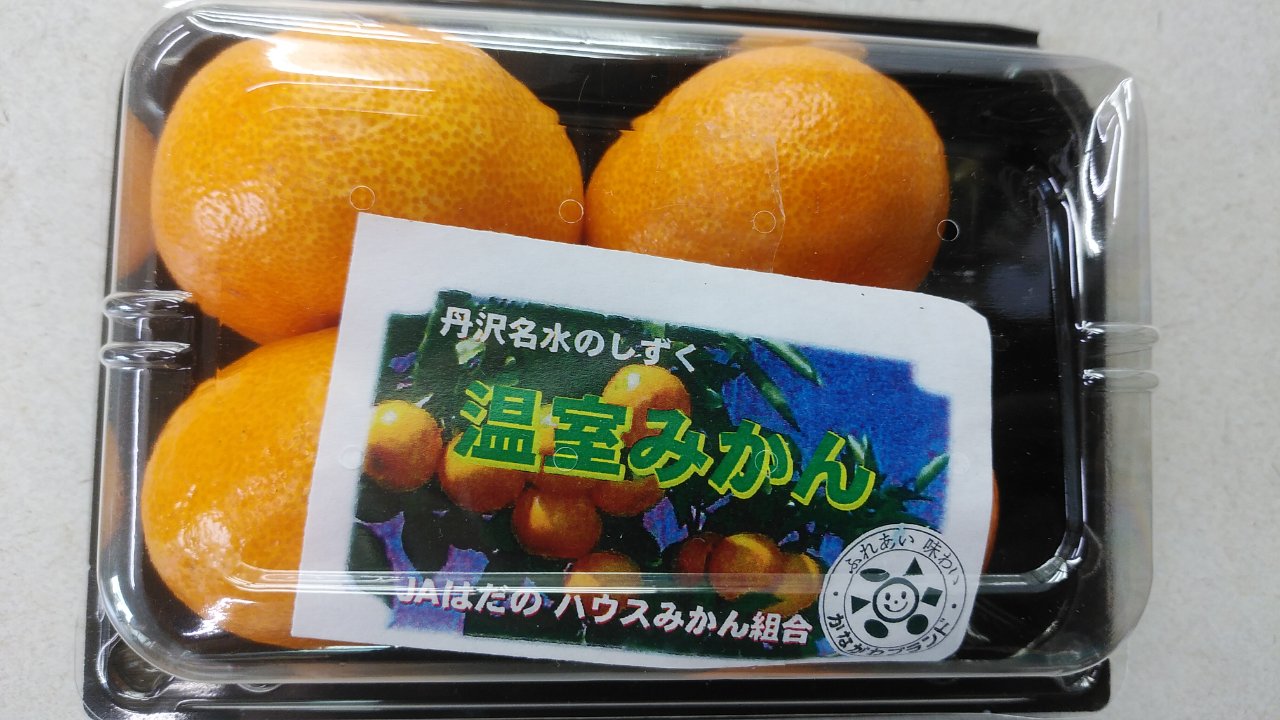 丹沢名水のしずく
温室みかん
JAはだの ハウスみかん組合
ふれあい 味わい
かながわブランド